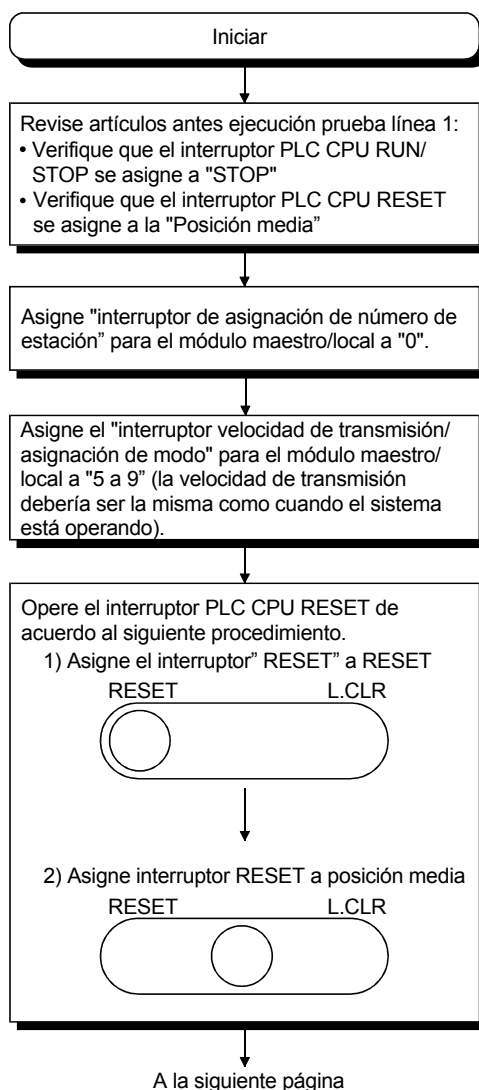 Iniciar
Revise artículos antes ejecución prueba línea 1:
• Verifique que el interruptor PLC CPU RUN/
STOP se asigne a "STOP"
• Verifique que el interruptor PLC CPU RESET
se asigne a la "Posición media”
Asigne "interruptor de asignación de número de
estación” para el módulo maestro/local a "0".
Asigne el "interruptor velocidad de transmisión/
asignación de modo" para el módulo maestro/
local a "5 a 9” (la velocidad de transmisión
debería ser la misma como cuando el sistema
está operando).
Opere el interruptor PLC CPU RESET de
acuerdo al siguiente procedimiento.
1) Asigne el interruptor” RESET” a RESET
RESET L.CLR
2) Asigne interruptor RESET a posición media
RESET L.CLR
A la siguiente página